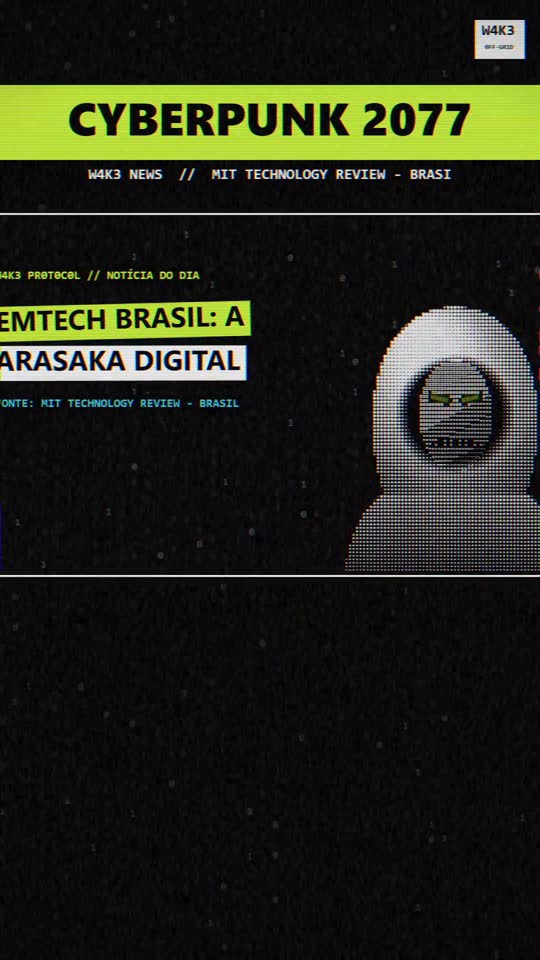 W4K3
OFF-GRID
CYBERPUNK 2077
W4K3 NEWS // MIT TECHNOLOGY REVIEW - BRASI
W4K3 PR0T0C0L // NOTÍCIA DO DIA
EMTECH BRASIL: A
ARASAKA DIGITAL
FONTE: MIT TECHNOLOGY REVIEW - BRASIL